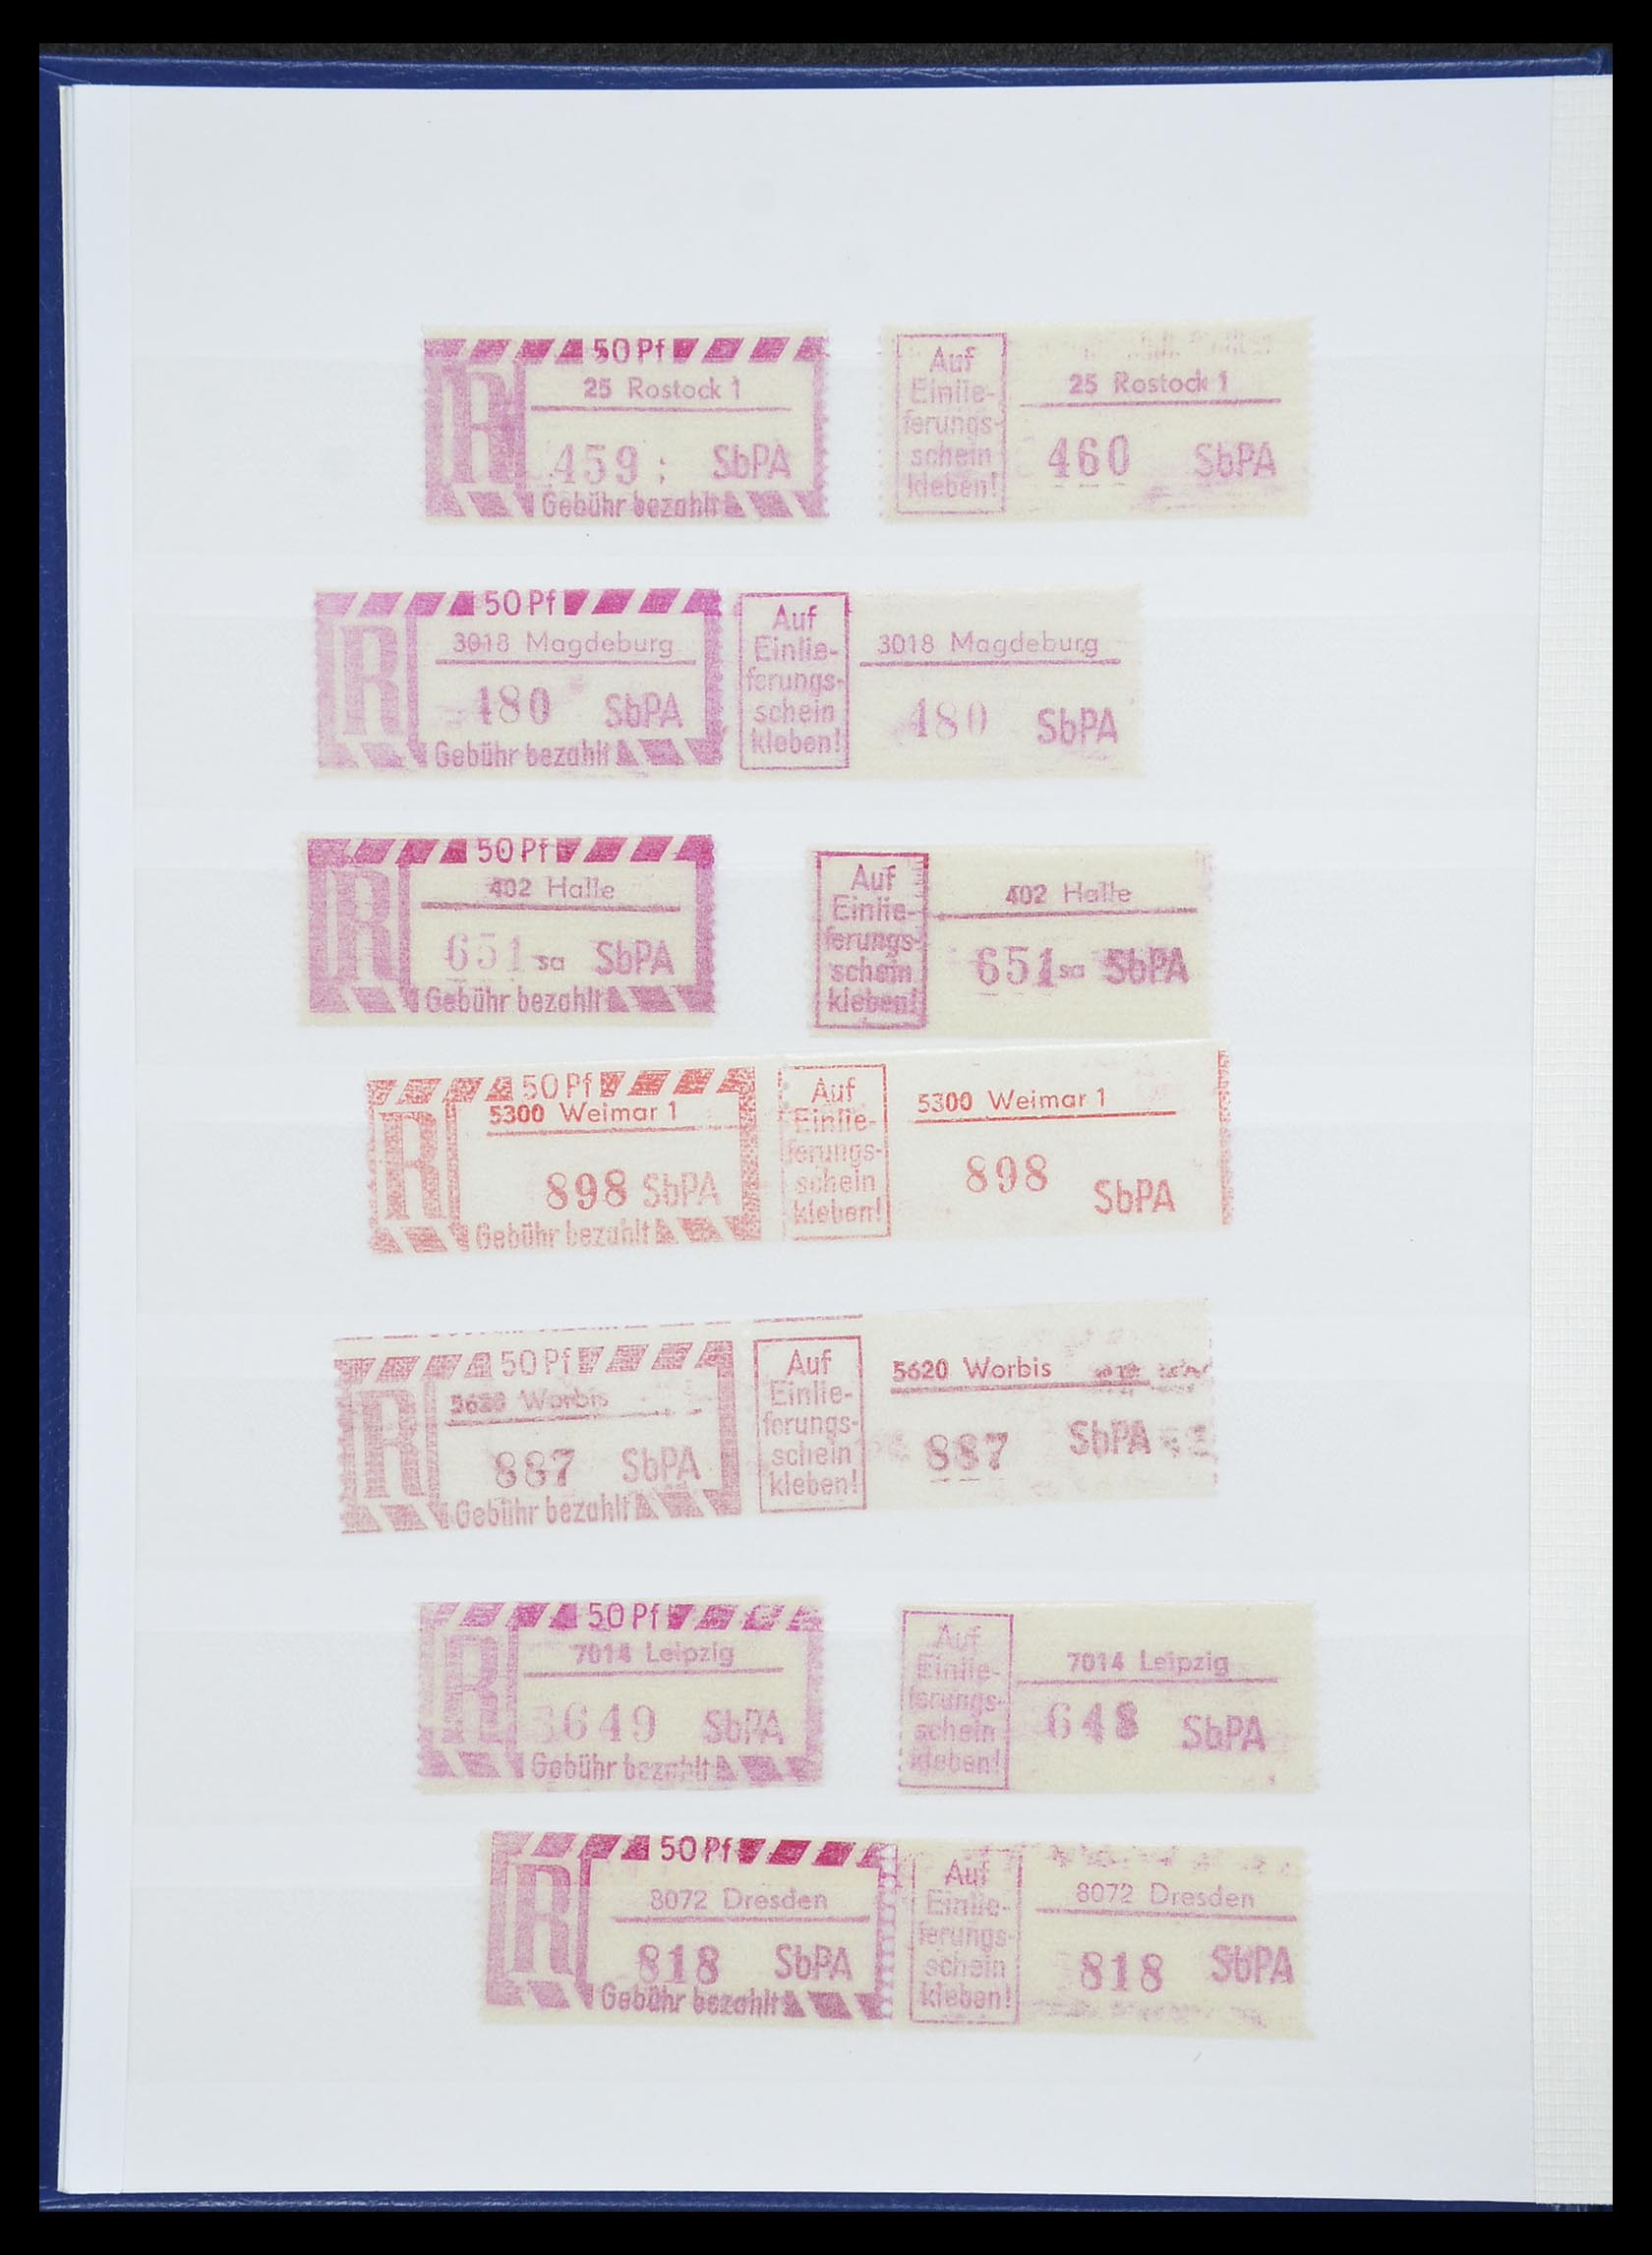 50 Pf
25 Rostock 1
459 SbPA
Gebühr bezahlt
Auf
Einlie-
ferungs-
schein
kleben!
25 Rostock 1
460 SbPA
50 Pf
3018 Magdeburg
R
480 SbPA
Gebühr bezahlt
Auf
Einlie-
ferungs-
schein
kleben!
3018 Magdeburg
480 SbPA
50 Pf
402 Halle
R
651 sa SbPA
Gebühr bezahlt
Auf
Einlie-
ferungs-
schein
kleben!
402 Halle
651 sa SbPA
50 Pf
5300 Weimar 1
R
898 SbPA
Gebühr bezahlt
Auf
Einlie-
ferungs-
schein
kleben!
5300 Weimar 1
898
SbPA
50 Pf
5620 Worbis
R
887 SbPA
Gebühr bezahlt
Auf
Einlie-
ferungs-
schein
kleben!
5620 Worbis
887 SbPA
50 Pf
7014 Leipzig
R
649 SbPA
Gebühr bezahlt
Auf
Einlie-
ferungs-
schein
kleben!
7014 Leipzig
648 SbPA
50 Pf
8072 Dresden
R
818 SbPA
Gebühr bezahlt
Auf
Einlie-
ferungs-
schein
kleben!
8072 Dresden
818 SbPA